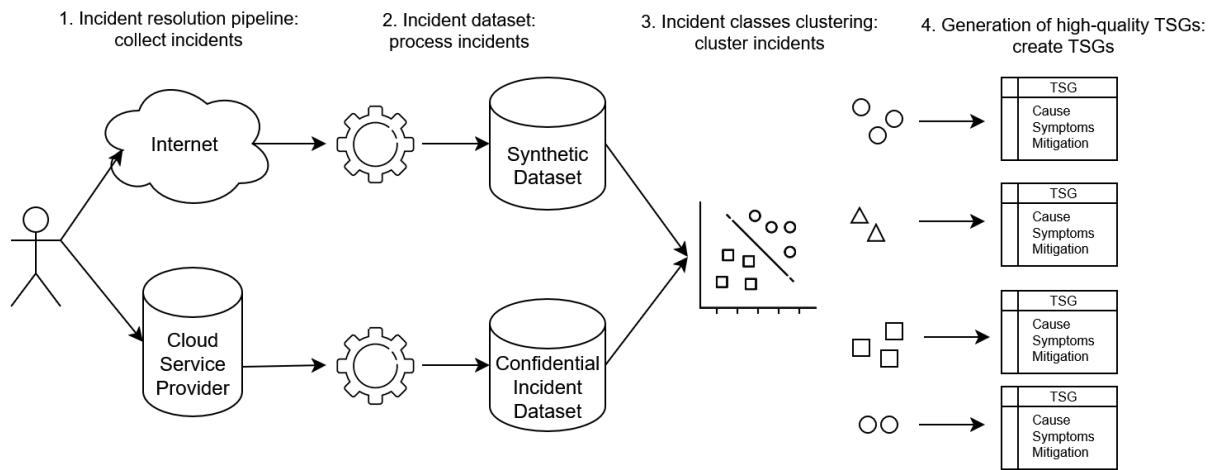 1. Incident resolution pipeline:
collect incidents
2. Incident dataset:
process incidents
3. Incident classes clustering:
cluster incidents
4. Generation of high-quality TSGs:
create TSGs
Internet
Synthetic
Dataset
Cloud
Service
Provider
Confidential
Incident
Dataset
TSG
Cause
Symptoms
Mitigation
TSG
Cause
Symptoms
Mitigation
TSG
Cause
Symptoms
Mitigation
TSG
Cause
Symptoms
Mitigation